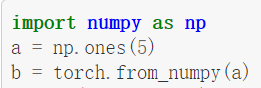 import numpy as np
a = np.ones(5)
b = torch.from_numpy(a)